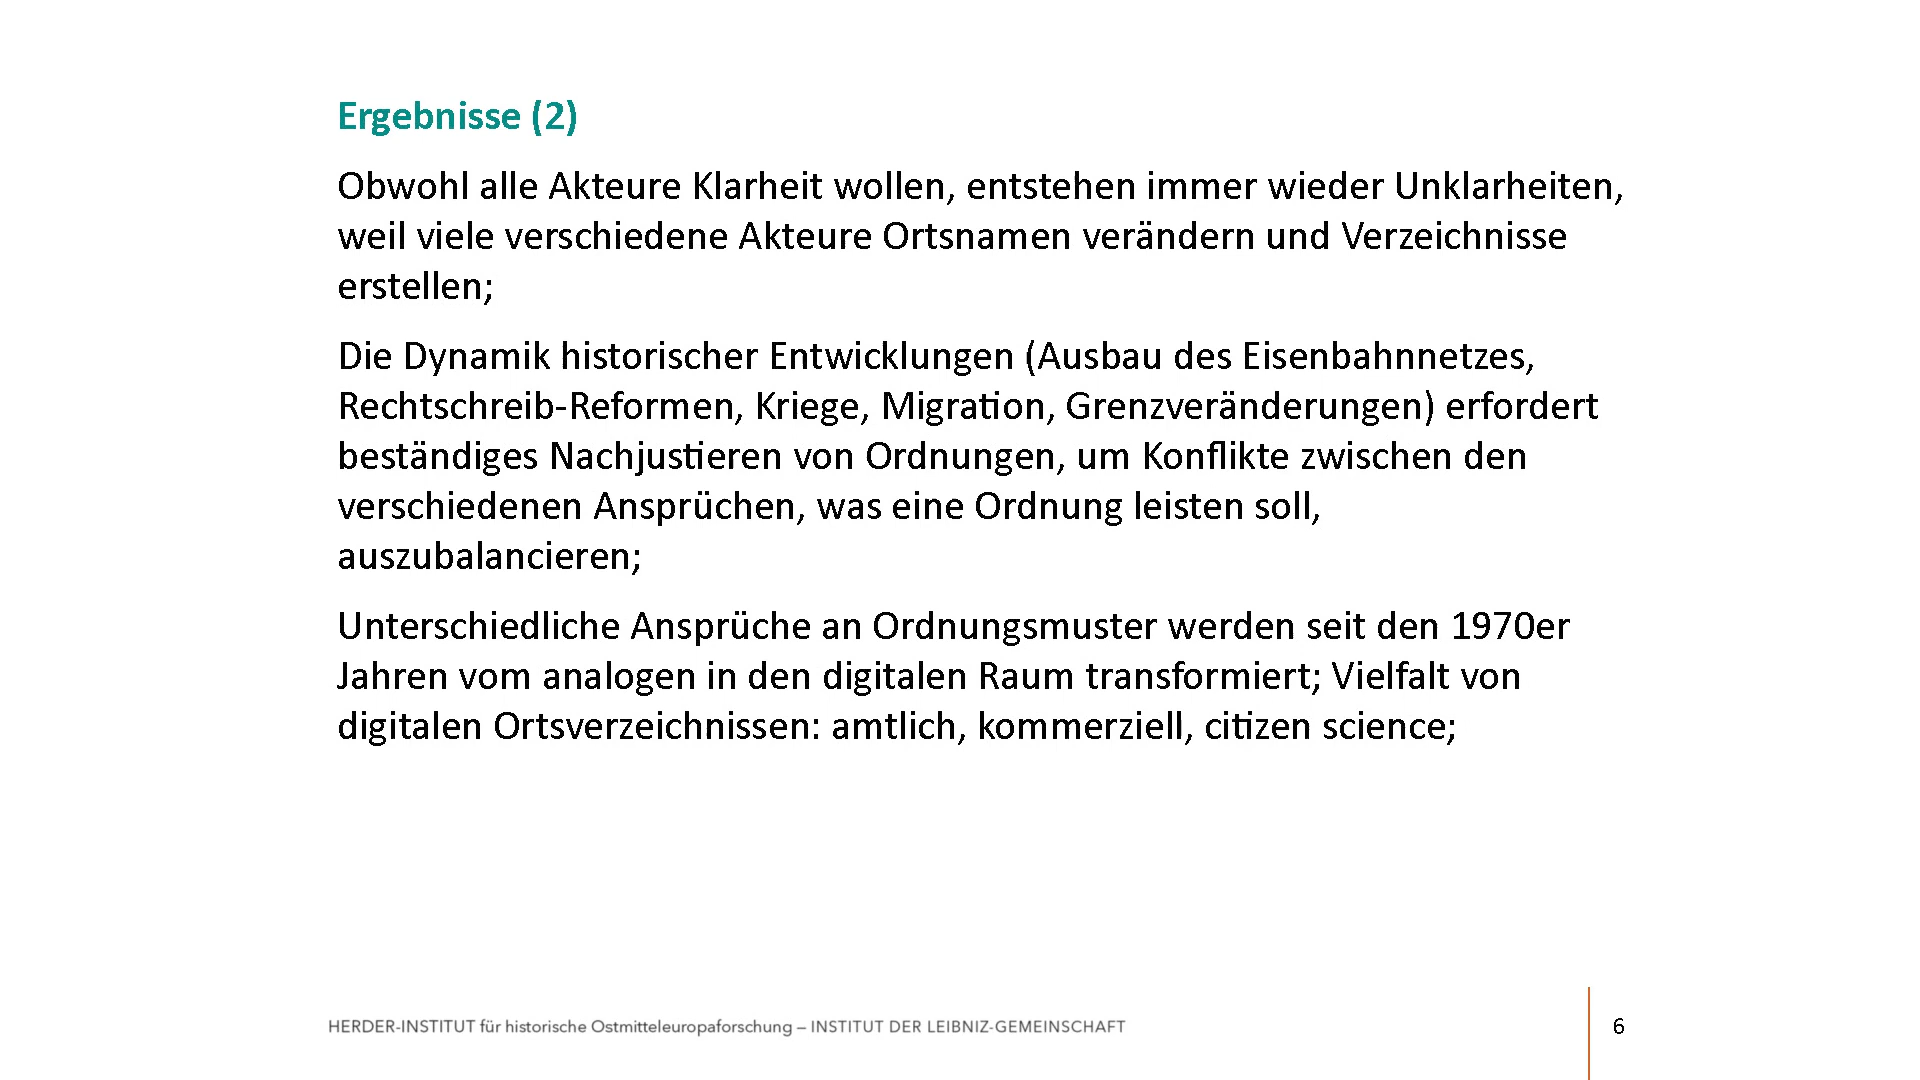 Ergebnisse (2)
Obwohl alle Akteure Klarheit wollen, entstehen immer wieder Unklarheiten,
weil viele verschiedene Akteure Ortsnamen verändern und Verzeichnisse
erstellen;
Die Dynamik historischer Entwicklungen (Ausbau des Eisenbahnnetzes,
Rechtschreib-Reformen, Kriege, Migration, Grenzveränderungen) erfordert
beständiges Nachjustieren von Ordnungen, um Konflikte zwischen den
verschiedenen Ansprüchen, was eine Ordnung leisten soll,
auszubalancieren;
Unterschiedliche Ansprüche an Ordnungsmuster werden seit den 1970er
Jahren vom analogen in den digitalen Raum transformiert; Vielfalt von
digitalen Ortsverzeichnissen: amtlich, kommerziell, citizen science;
HERDER-INSTITUT für historische Ostmitteleuropaforschung – INSTITUT DER LEIBNIZ-GEMEINSCHAFT
6